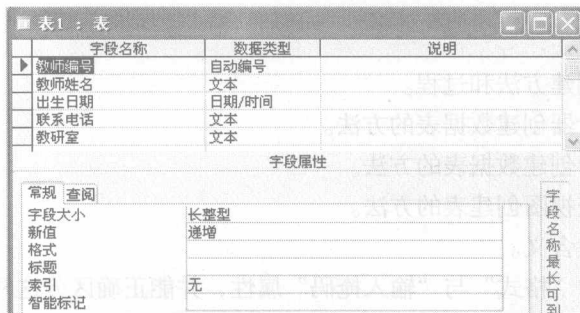 表1 : 表
字段名称 数据类型 说明
教师编号 自动编号
教师姓名 文本
出生日期 日期/时间
联系电话 文本
教研室 文本
字段属性
常规 查阅
字段大小 长整型
新值 递增
格式
标题
索引 无
智能标记
字段名称最长可到